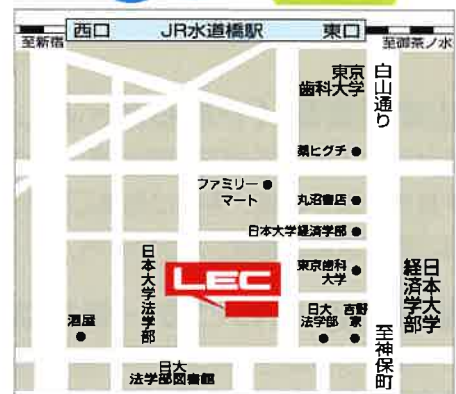 西口 JR水道橋駅 東口
至新宿
至御茶ノ水
東京
歯科大学
白山通り
薬ヒグチ
ファミリー
マート
丸沼書店
日本大学経済学部
日本大学法学部
LEC
東京歯科
大学
日本大学
経済学部
酒屋
日大
法学部
吉野
家
至神保町
日大
法学部図書館